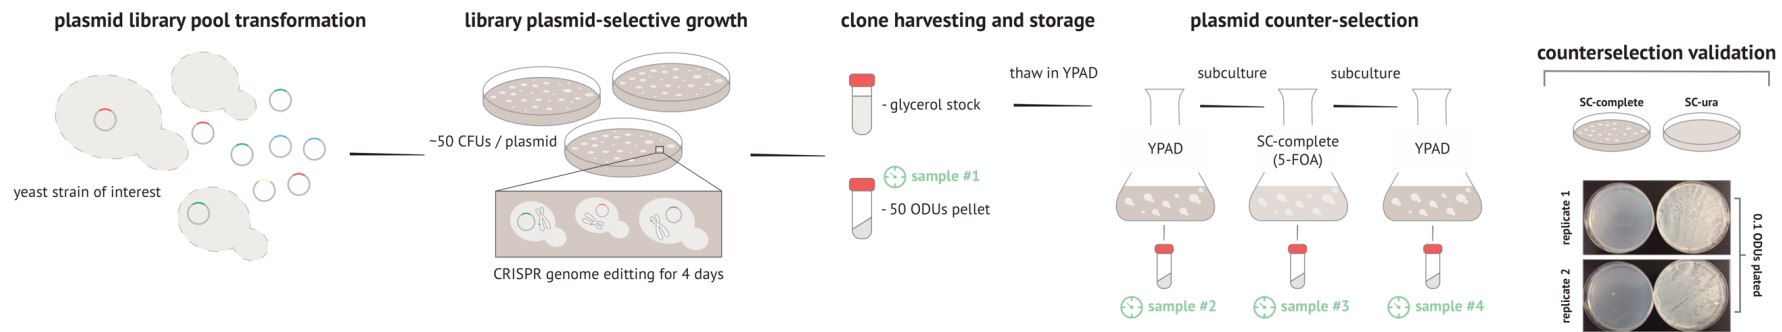 plasmid library pool transformation
yeast strain of interest
library plasmid-selective growth
~50 CFUs / plasmid
CRISPR genome editting for 4 days
clone harvesting and storage
- glycerol stock
sample #1
- 50 ODUs pellet
thaw in YPAD
plasmid counter-selection
subculture
subculture
YPAD
SC-complete
(5-FOA)
YPAD
sample #2
sample #3
sample #4
counterselection validation
SC-complete
SC-ura
replicate 1
replicate 2
0.1 ODUs plated